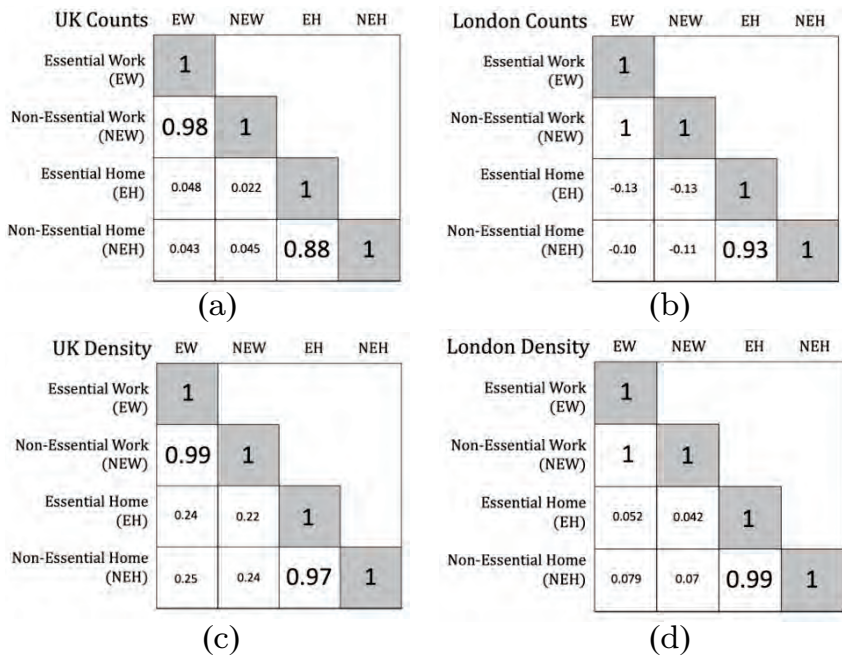 UK Counts EW NEW EH NEH
Essential Work
(EW)
1
Non-Essential Work
(NEW)
0.98 1
Essential Home
(EH)
0.048 0.022 1
Non-Essential Home
(NEH)
0.043 0.045 0.88 1
(a)
London Counts EW NEW EH NEH
Essential Work
(EW)
1
Non-Essential Work
(NEW)
1 1
Essential Home
(EH)
-0.13 -0.13 1
Non-Essential Home
(NEH)
-0.10 -0.11 0.93 1
(b)
UK Density EW NEW EH NEH
Essential Work
(EW)
1
Non-Essential Work
(NEW)
0.99 1
Essential Home
(EH)
0.24 0.22 1
Non-Essential Home
(NEH)
0.25 0.24 0.97 1
(c)
London Density EW NEW EH NEH
Essential Work
(EW)
1
Non-Essential Work
(NEW)
1 1
Essential Home
(EH)
0.052 0.042 1
Non-Essential Home
(NEH)
0.079 0.07 0.99 1
(d)